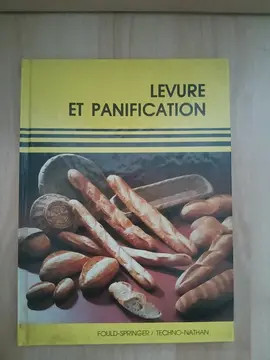 LEVURE
ET PANIFICATION
FOULD-SPRINGER / TECHNO-NATHAN